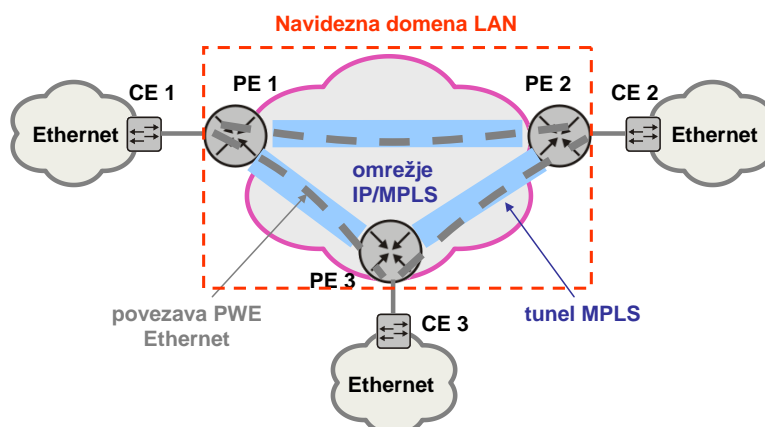 Navidezna domena LAN
PE 1
PE 2
CE 1
CE 2
Ethernet
Ethernet
omrežje
IP/MPLS
PE 3
povezava PWE
Ethernet
CE 3
tunel MPLS
Ethernet